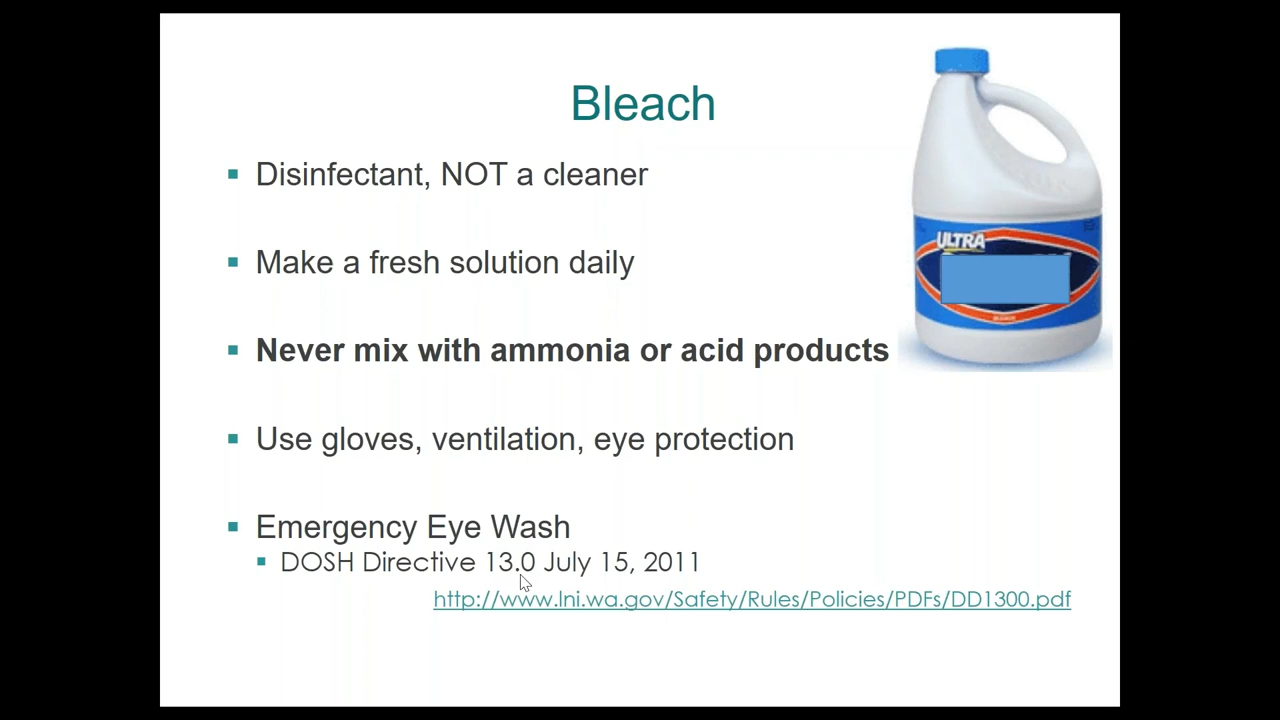 Bleach
Disinfectant, NOT a cleaner
Make a fresh solution daily
Never mix with ammonia or acid products
Use gloves, ventilation, eye protection
Emergency Eye Wash
DOSH Directive 13.0 July 15, 2011
http://www.lni.wa.gov/Safety/Rules/Policies/PDFs/DD1300.pdf
ULTRA
BLEACH